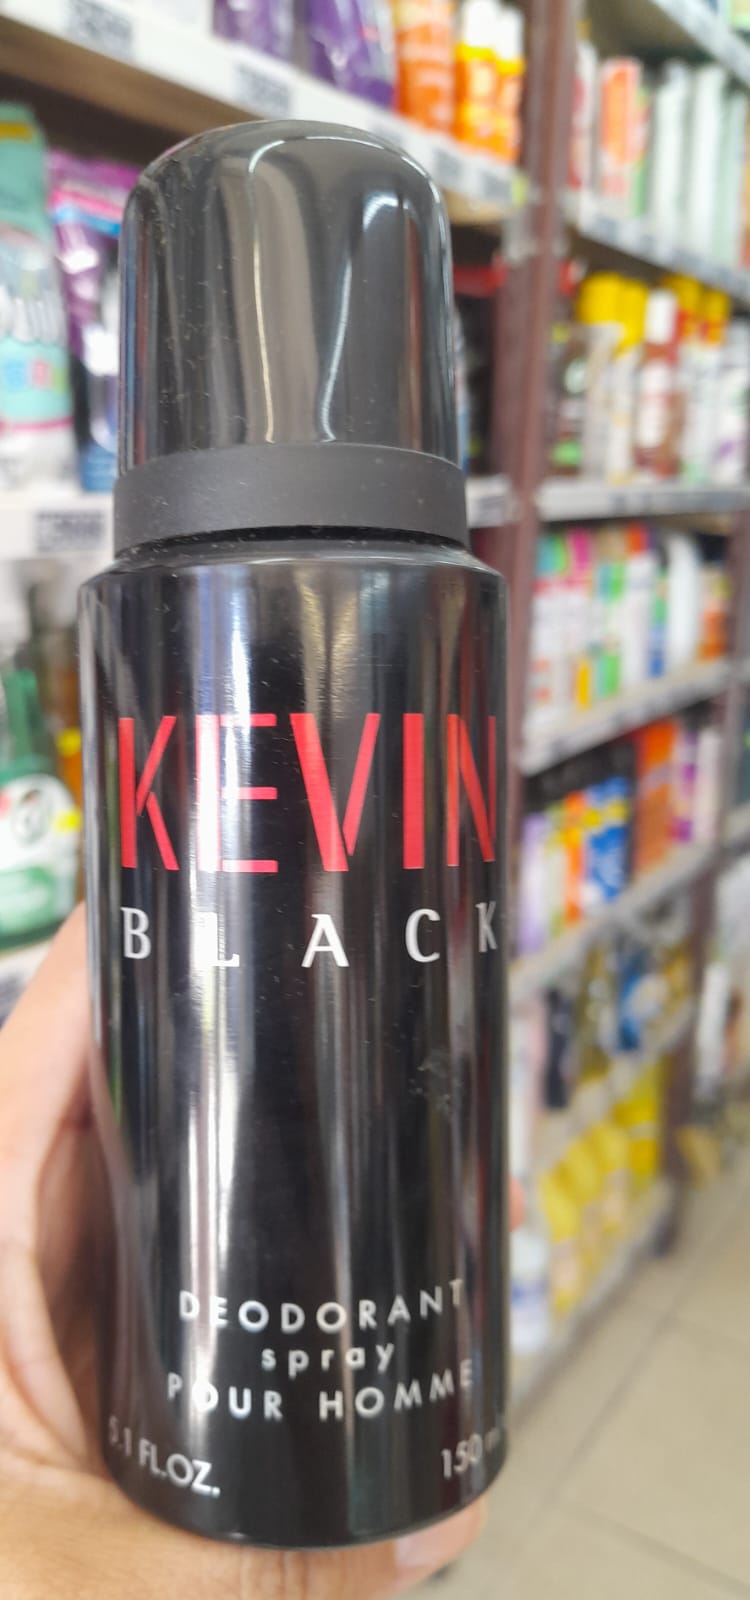 KEVIN
BLACK
DEODORANT
spray
POUR HOMME
5.1 FL.OZ.
150 ml